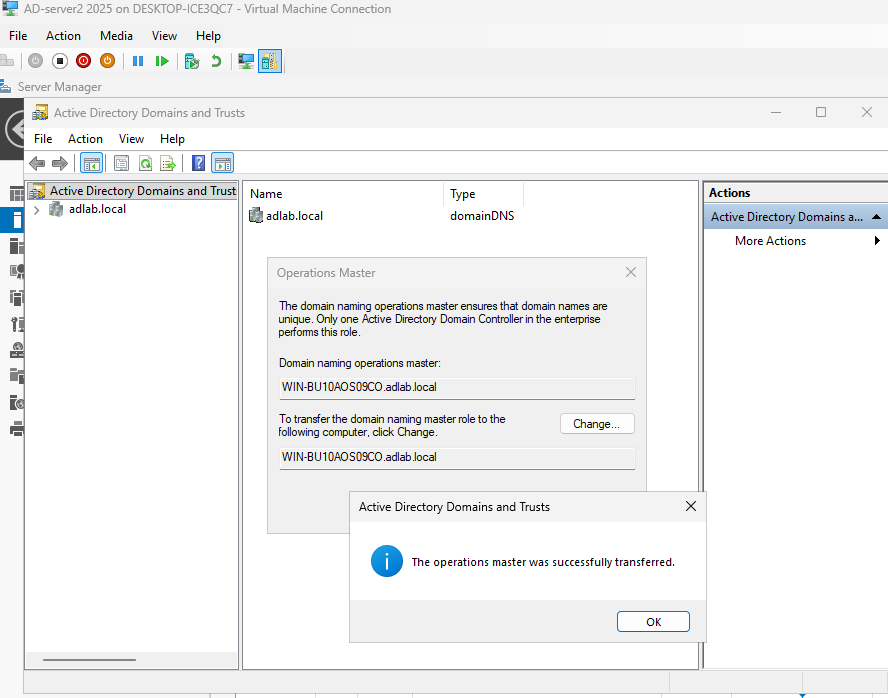 AD-server2 2025 on DESKTOP-ICE3QC7 - Virtual Machine Connection
File Action Media View Help
Server Manager
Active Directory Domains and Trusts
File Action View Help
Active Directory Domains and Trust
adlab.local
Name Type
adlab.local domainDNS
Actions
Active Directory Domains a...
More Actions
Operations Master
The domain naming operations master ensures that domain names are
unique. Only one Active Directory Domain Controller in the enterprise
performs this role.
Domain naming operations master:
WIN-BU10AOS09CO.adlab.local
To transfer the domain naming master role to the
following computer, click Change.
Change...
WIN-BU10AOS09CO.adlab.local
Active Directory Domains and Trusts
The operations master was successfully transferred.
OK